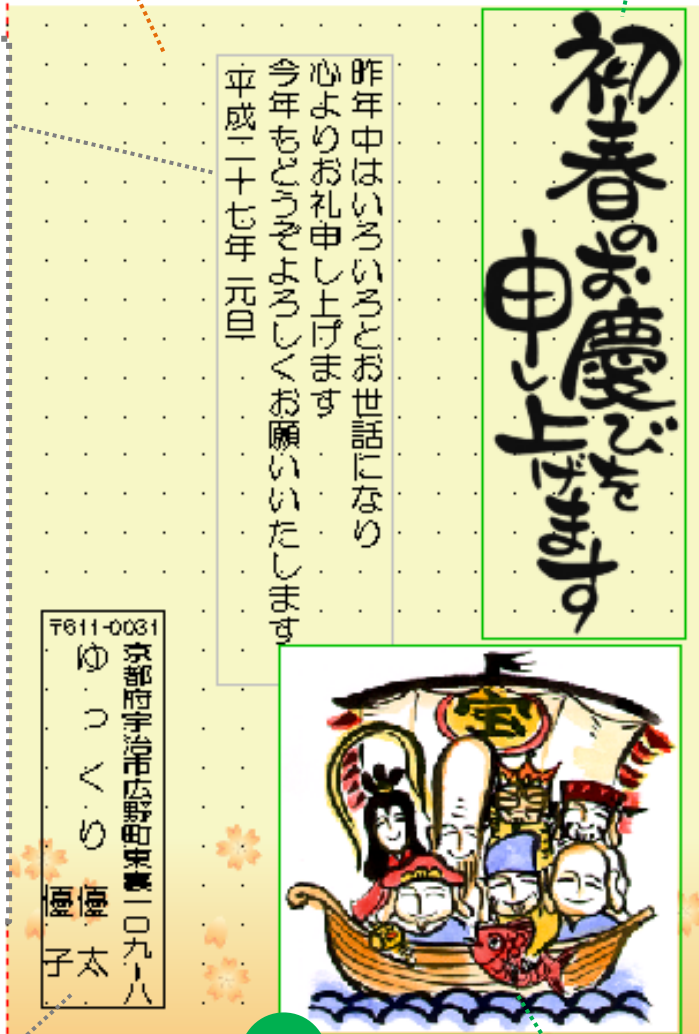 初春のお慶びを
申し上げます
昨年中はいろいろとお世話になり
心よりお礼申し上げます
今年もどうぞよろしくお願いいたします
平成二十七年 元旦
宝
〒611-0031
京都府宇治市広野町東裏一〇九-八
ゆっくり 優太
優子